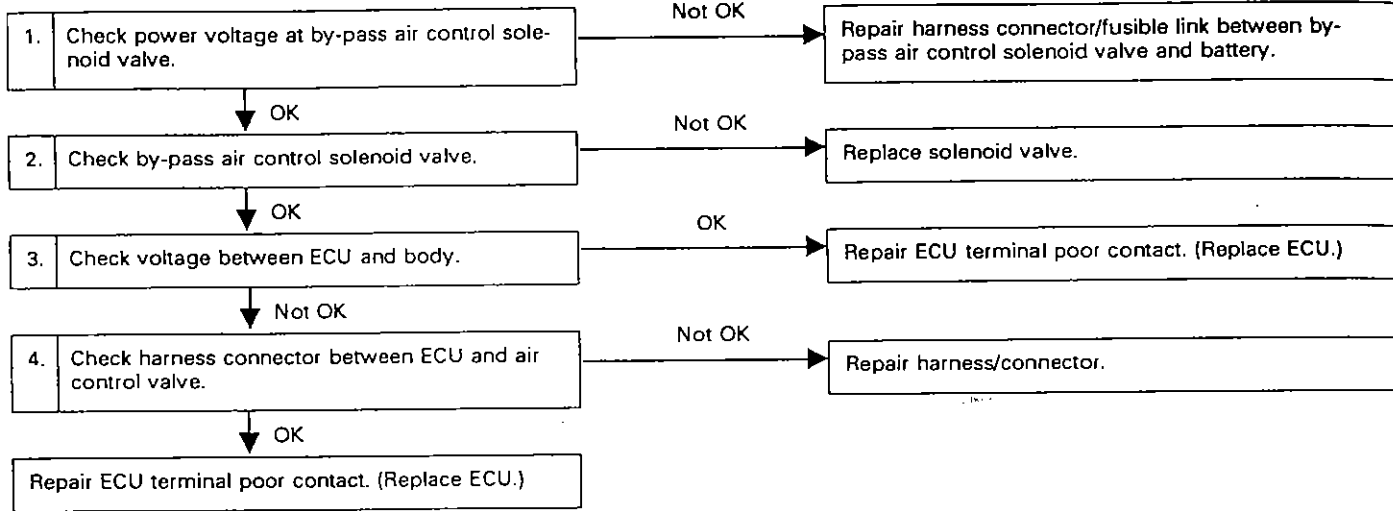 1. Check power voltage at by-pass air control sole-
noid valve.
Not OK
Repair harness connector/fusible link between by-
pass air control solenoid valve and battery.
OK
2. Check by-pass air control solenoid valve.
Not OK
Replace solenoid valve.
OK
3. Check voltage between ECU and body.
OK
Repair ECU terminal poor contact. (Replace ECU.)
Not OK
4. Check harness connector between ECU and air
control valve.
Not OK
Repair harness/connector.
OK
Repair ECU terminal poor contact. (Replace ECU.)